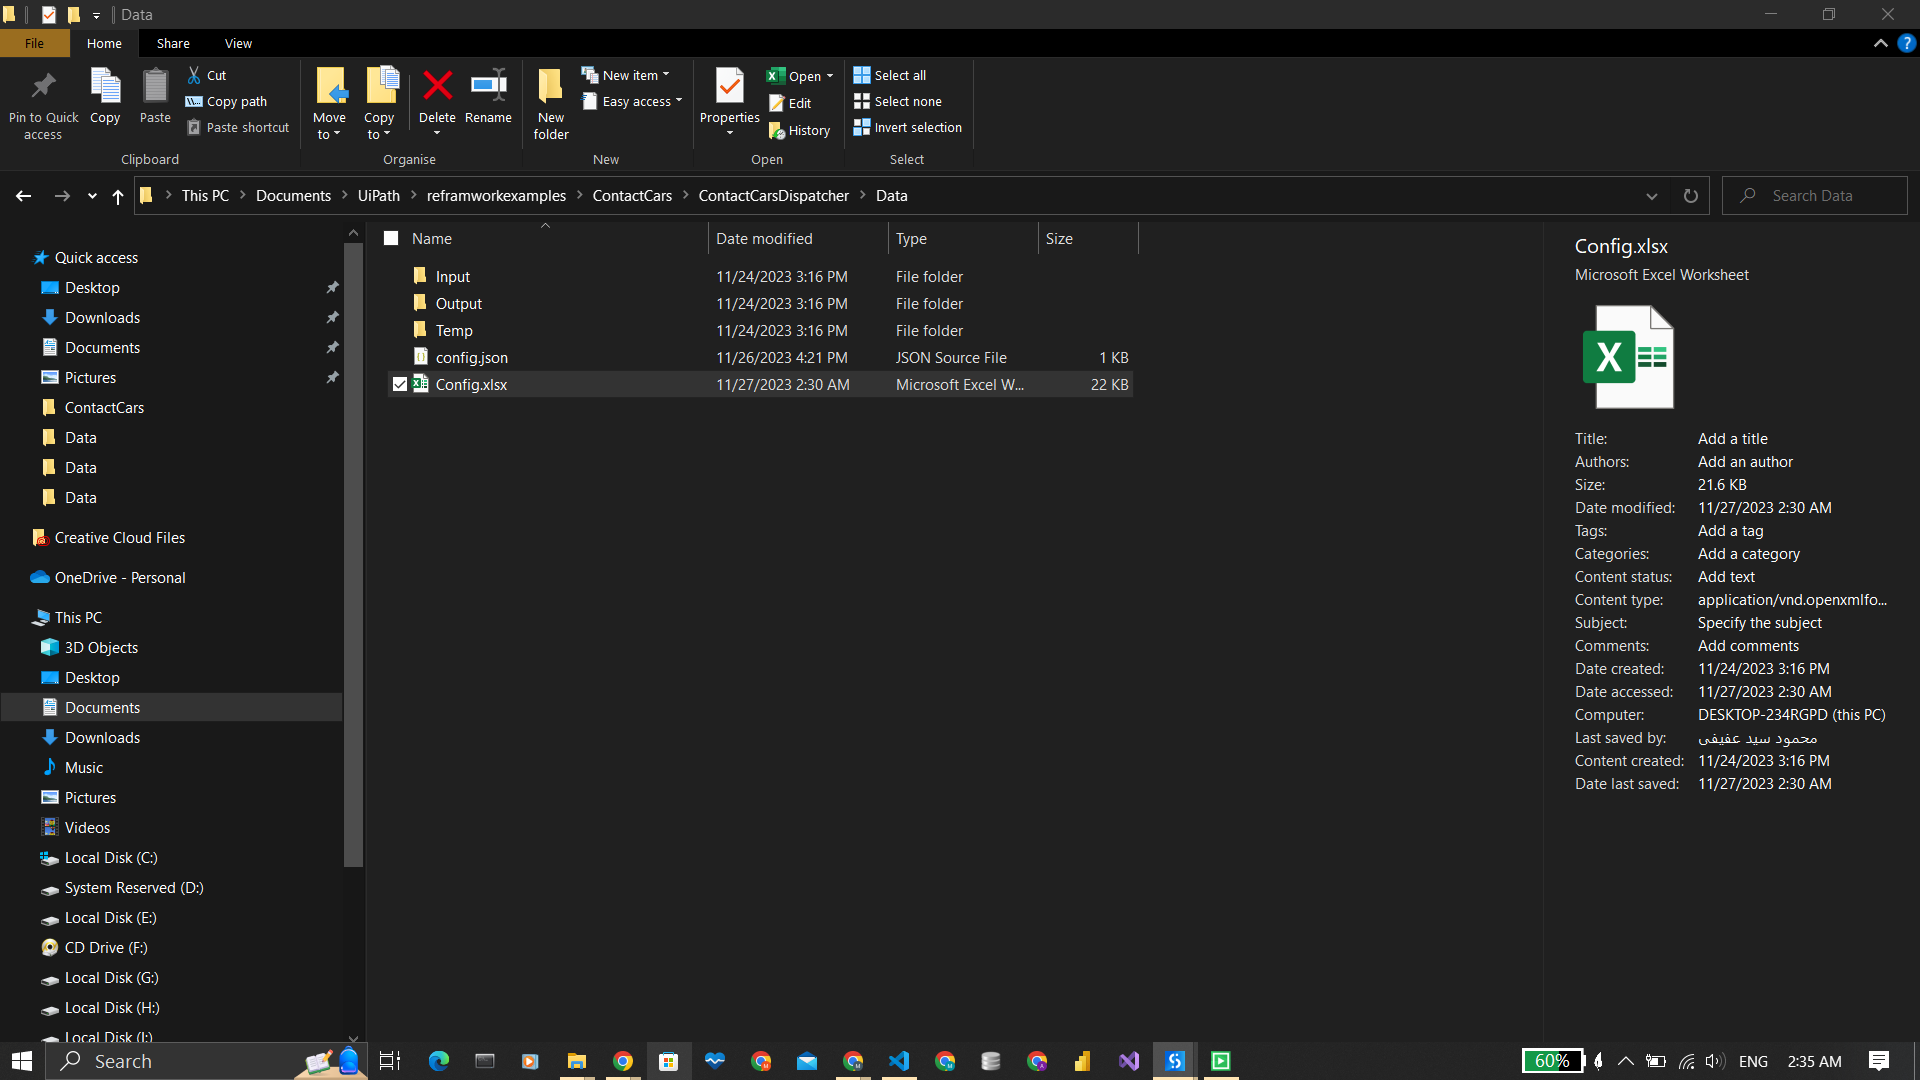 Data
File Home Share View
Pin to Quick access
Copy
Paste
Cut
Copy path
Paste shortcut
Clipboard
Move to
Copy to
Delete
Rename
Organise
New folder
New item
Easy access
New
Properties
Open
Edit
History
Open
Select all
Select none
Invert selection
Select
This PC > Documents > UiPath > reframworkexamples > ContactCars > ContactCarsDispatcher > Data
Search Data
Quick access
Desktop
Downloads
Documents
Pictures
ContactCars
Data
Data
Data
Creative Cloud Files
OneDrive - Personal
This PC
3D Objects
Desktop
Documents
Downloads
Music
Pictures
Videos
Local Disk (C:)
System Reserved (D:)
Local Disk (E:)
CD Drive (F:)
Local Disk (G:)
Local Disk (H:)
Local Disk (I:)
Name Date modified Type Size
Input 11/24/2023 3:16 PM File folder
Output 11/24/2023 3:16 PM File folder
Temp 11/24/2023 3:16 PM File folder
config.json 11/26/2023 4:21 PM JSON Source File 1 KB
Config.xlsx 11/27/2023 2:30 AM Microsoft Excel W... 22 KB
Config.xlsx
Microsoft Excel Worksheet
Title: Add a title
Authors: Add an author
Size: 21.6 KB
Date modified: 11/27/2023 2:30 AM
Tags: Add a tag
Categories: Add a category
Content status: Add text
Content type: application/vnd.openxmlfo...
Subject: Specify the subject
Comments: Add comments
Date created: 11/24/2023 3:16 PM
Date accessed: 11/27/2023 2:30 AM
Computer: DESKTOP-234RGPD (this PC)
Last saved by: محمود سيد عفيفى
Content created: 11/24/2023 3:16 PM
Date last saved: 11/27/2023 2:30 AM
Search
60%
ENG
2:35 AM